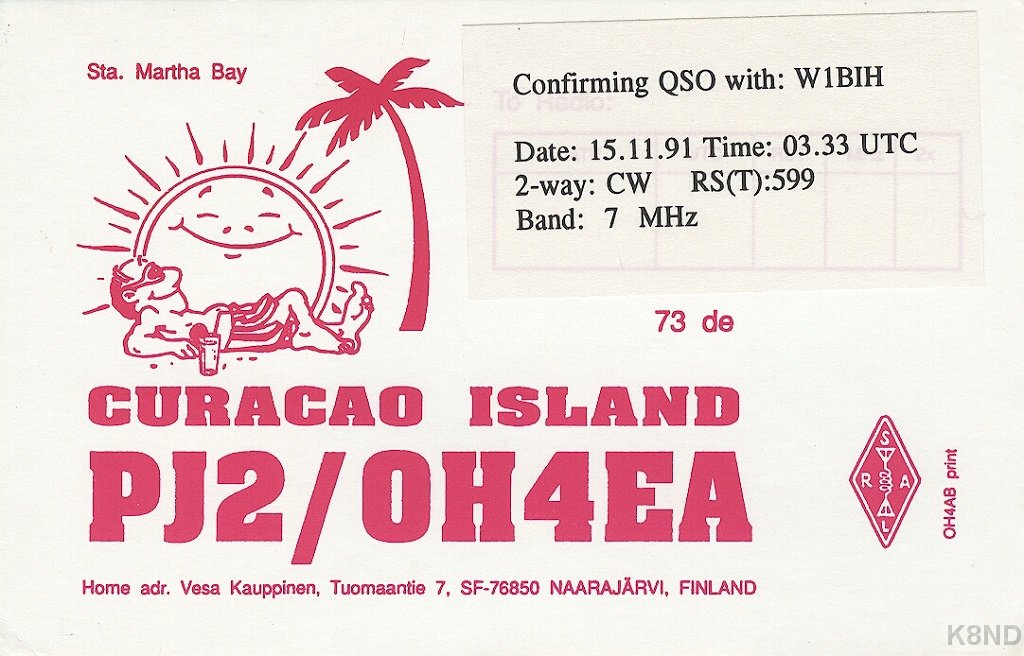 Sta. Martha Bay
Confirming QSO with: W1BIH
To Radio:
Date: 15.11.91 Time: 03.33 UTC
2-way: CW RS(T):599
Band: 7 MHz
73 de
CURACAO ISLAND
PJ2/OH4EA
S
R A
L
OH4AB print
Home adr. Vesa Kauppinen, Tuomaantie 7, SF-76850 NAARAJÄRVI, FINLAND
K8ND